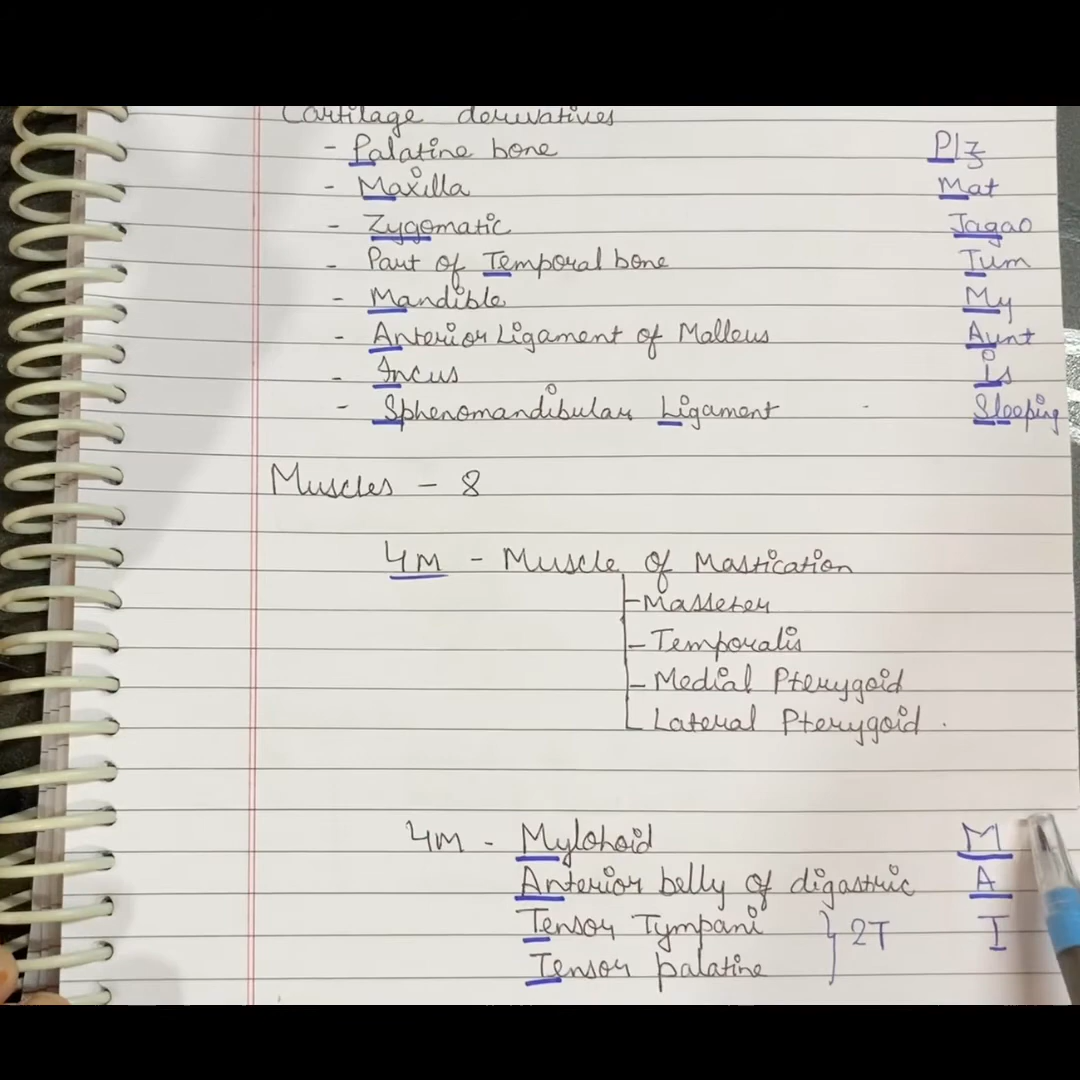 Cartilage derivatives
- Palatine bone Plz
- Maxilla Mat
- Zygomatic Jagao
- Part of Temporal bone Tum
- Mandible My
- Anterior Ligament of Malleus Aunt
- Incus is
- Sphenomandibular Ligament - Sleeping
Muscles - 8
4M - Muscle of Mastication
- Masseter
- Temporalis
- Medial Pterygoid
- Lateral Pterygoid.
4M - Mylohoid M
Anterior belly of digastric A
Tensor Tympani } 2T T
Tensor palatine